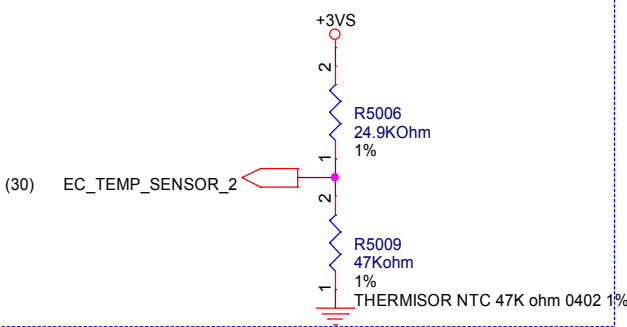 +3VS
2
R5006
24.9KOhm
1%
1
(30) EC_TEMP_SENSOR_2
2
R5009
47Kohm
1%
1
THERMISOR NTC 47K ohm 0402 1%